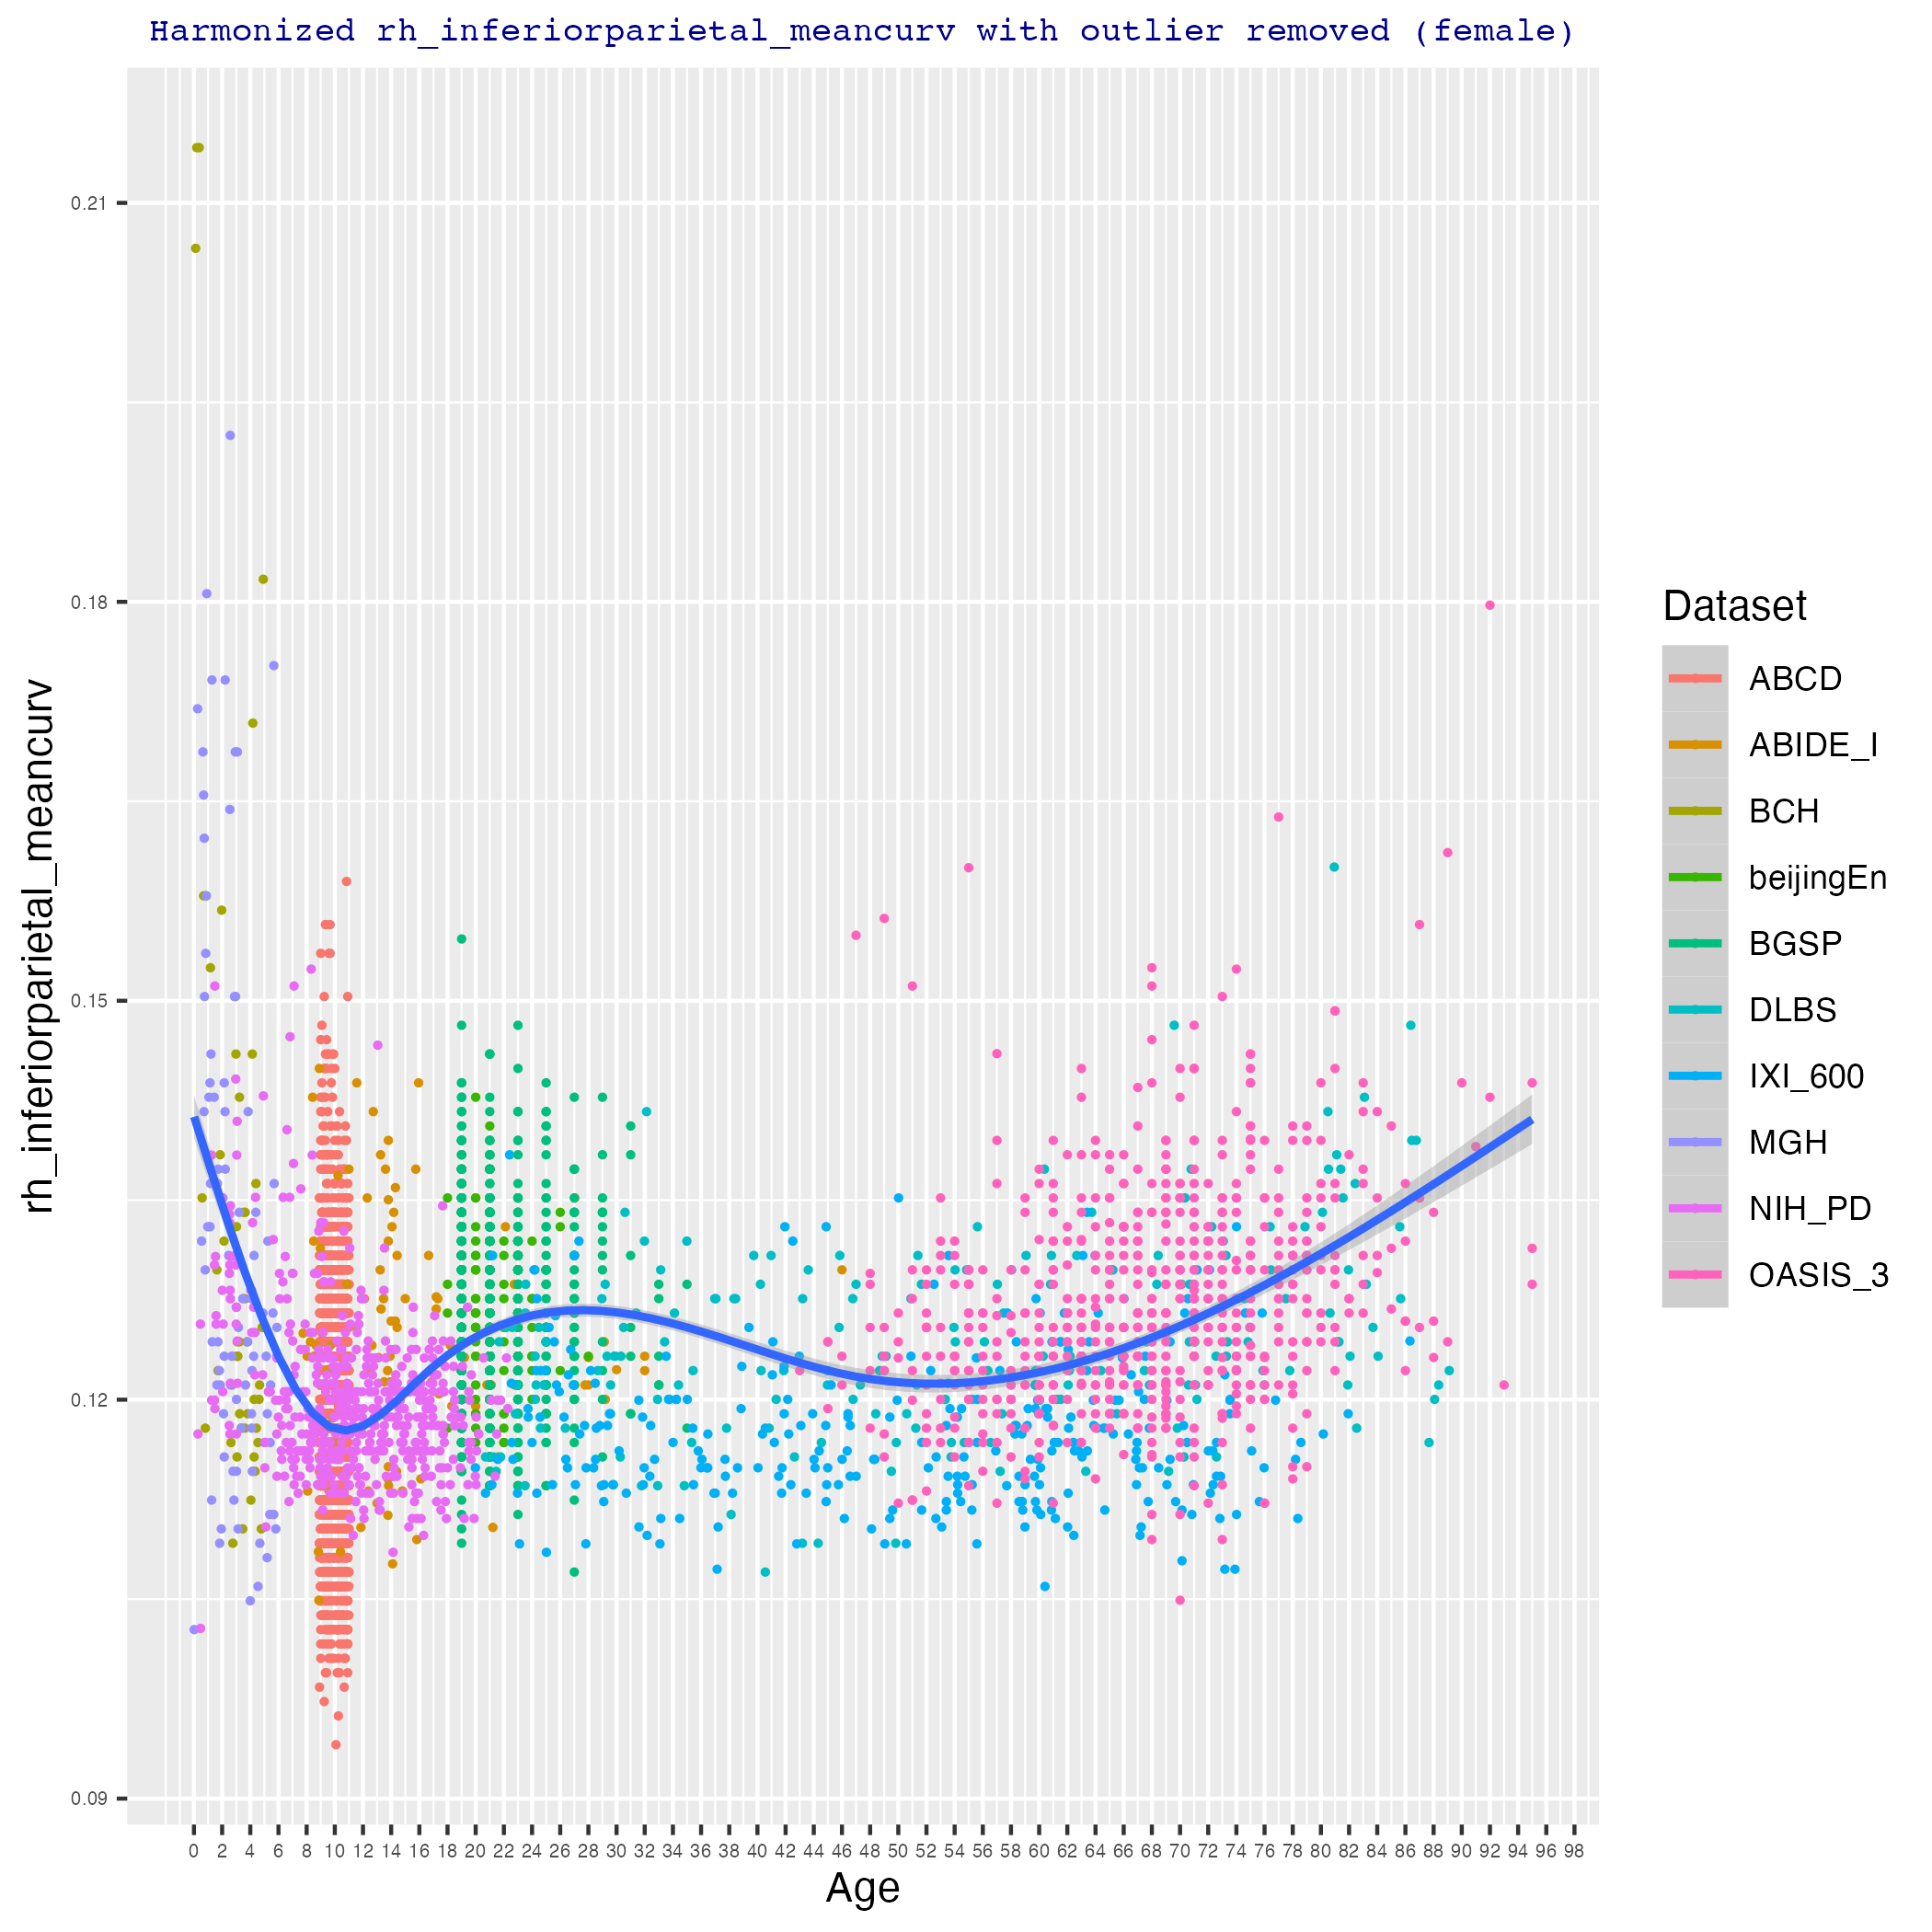 Harmonized rh_inferiorparietal_meancurv with outlier removed (female)
rh_inferiorparietal_meancurv
0.21
0.18
0.15
0.12
0.09
0 2 4 6 8 10 12 14 16 18 20 22 24 26 28 30 32 34 36 38 40 42 44 46 48 50 52 54 56 58 60 62 64 66 68 70 72 74 76 78 80 82 84 86 88 90 92 94 96 98
Age
Dataset
ABCD
ABIDE_I
BCH
beijingEn
BGSP
DLBS
IXI_600
MGH
NIH_PD
OASIS_3